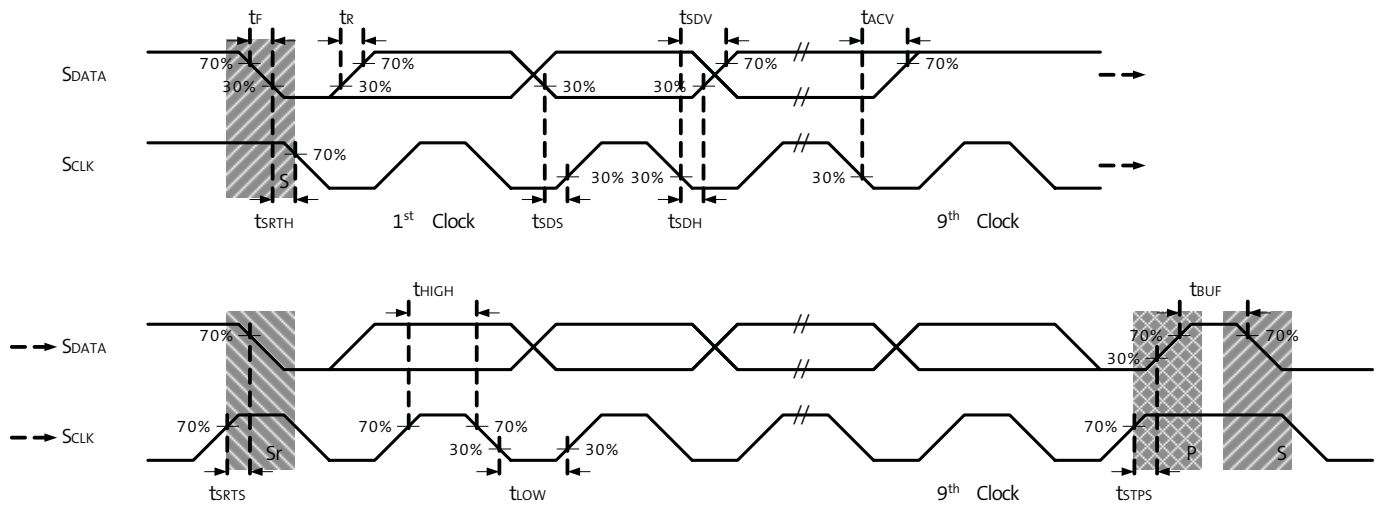 tF tR tSDV tACV
70% 70% 70% 70%
SDATA
30% 30% 30% 30%
SCLK
70%
S 30% 30% 30%
tSRTH 1st Clock tSDS tSDH 9th Clock
tHIGH tBUF
70% 70% 70%
SDATA
30%
SCLK
70% 70% 70% 70%
Sr 30% 30% P S
tSRTS tLOW 9th Clock tSTPS